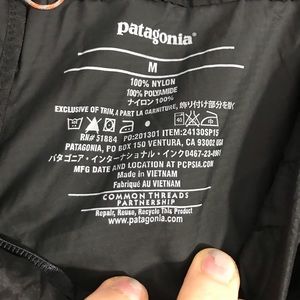 patagonia®
M
100% NYLON
100% POLYAMIDE
ナイロン 100%
EXCLUSIVE OF TRIM, À PART LA GARNITURE, 飾り付け部分を除く
RN# 51884 PO:201301 ITEM:24130SP15
PATAGONIA, PO BOX 150 VENTURA, CA 93002 USA
パタゴニア・インターナショナル・インク
MFG DATE AND LOCATION AT PCPSIA.COM
Made in VIETNAM
Fabriqué AU VIETNAM
COMMON THREADS
PARTNERSHIP
Repair, Reuse, Recycle This Product
www.patagonia.com